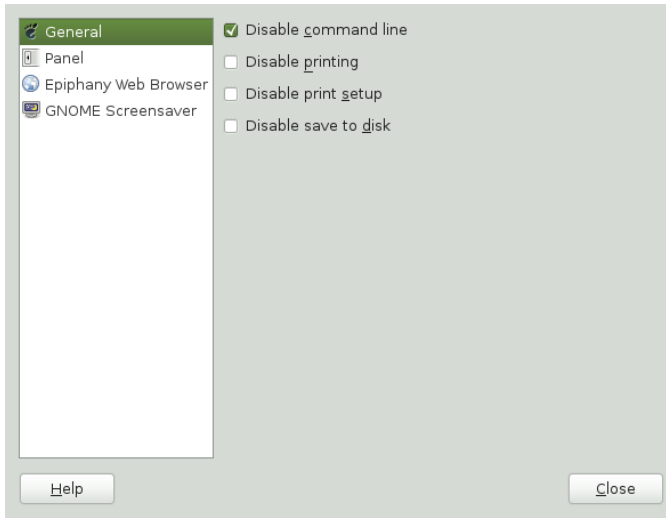 General
Panel
Epiphany Web Browser
GNOME Screensaver
Disable command line
Disable printing
Disable print setup
Disable save to disk
Help
Close